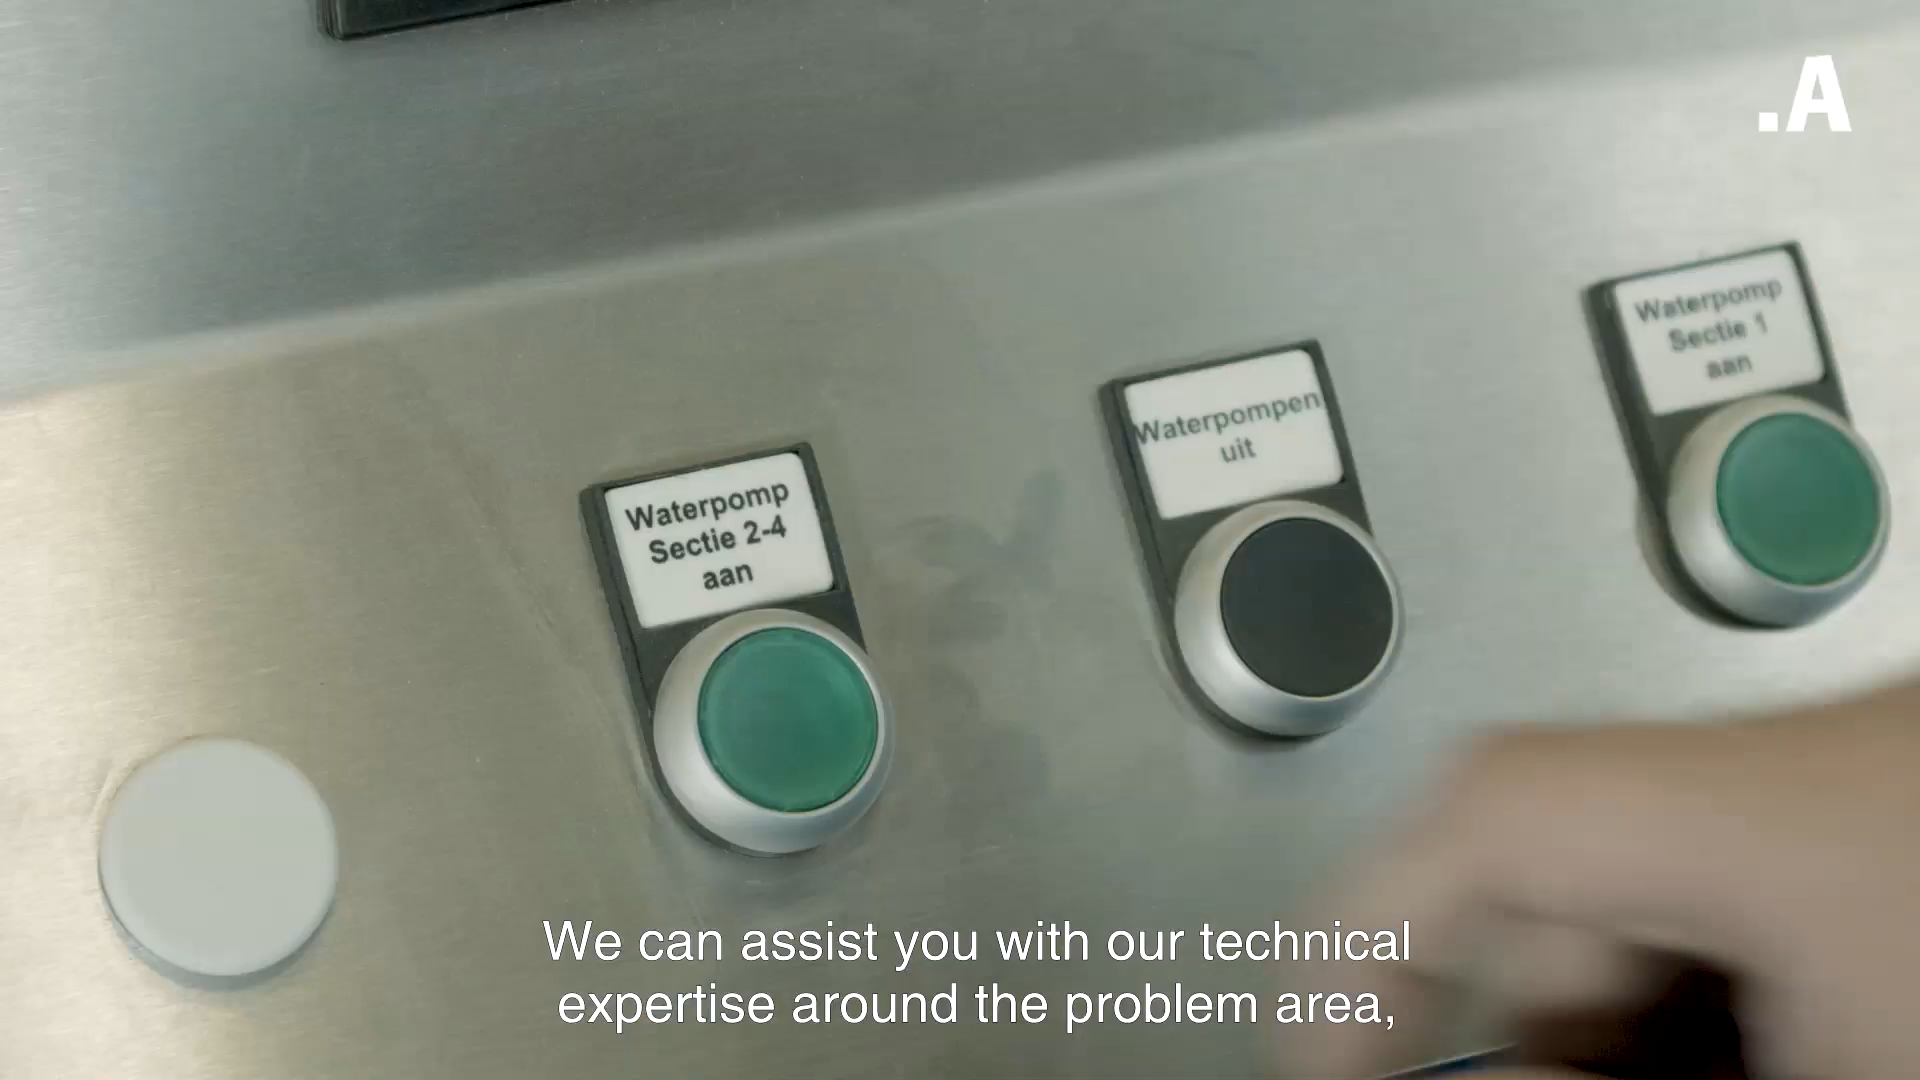 .A
Waterpomp
Sectie 1
aan
Waterpompen
uit
Waterpomp
Sectie 2-4
aan
We can assist you with our technical
expertise around the problem area,